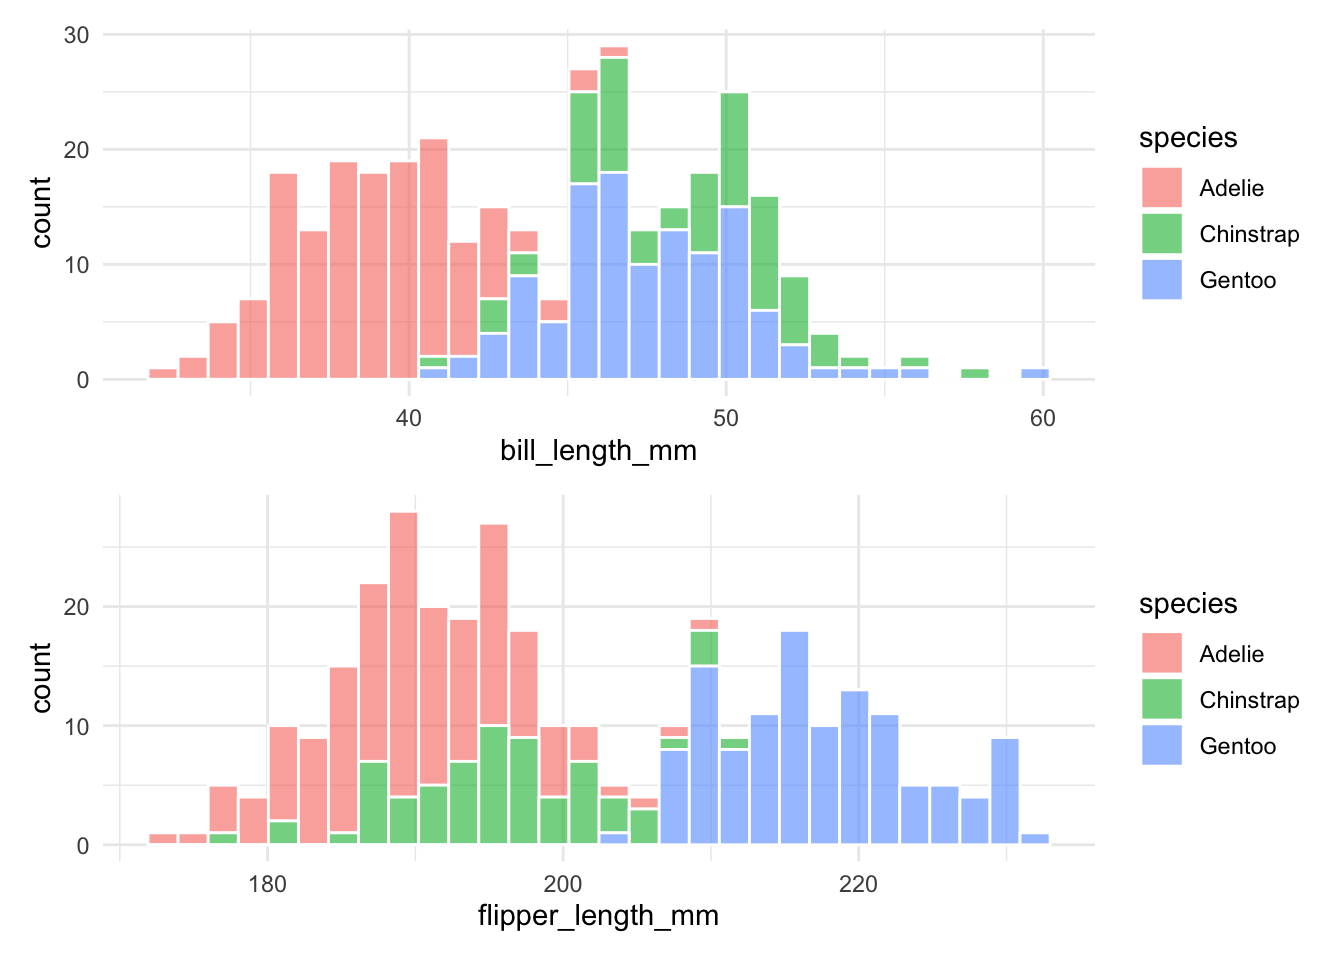 30
20
10
0
count
40
50
60
bill_length_mm
species
Adelie
Chinstrap
Gentoo
20
10
0
count
180
200
220
flipper_length_mm
species
Adelie
Chinstrap
Gentoo